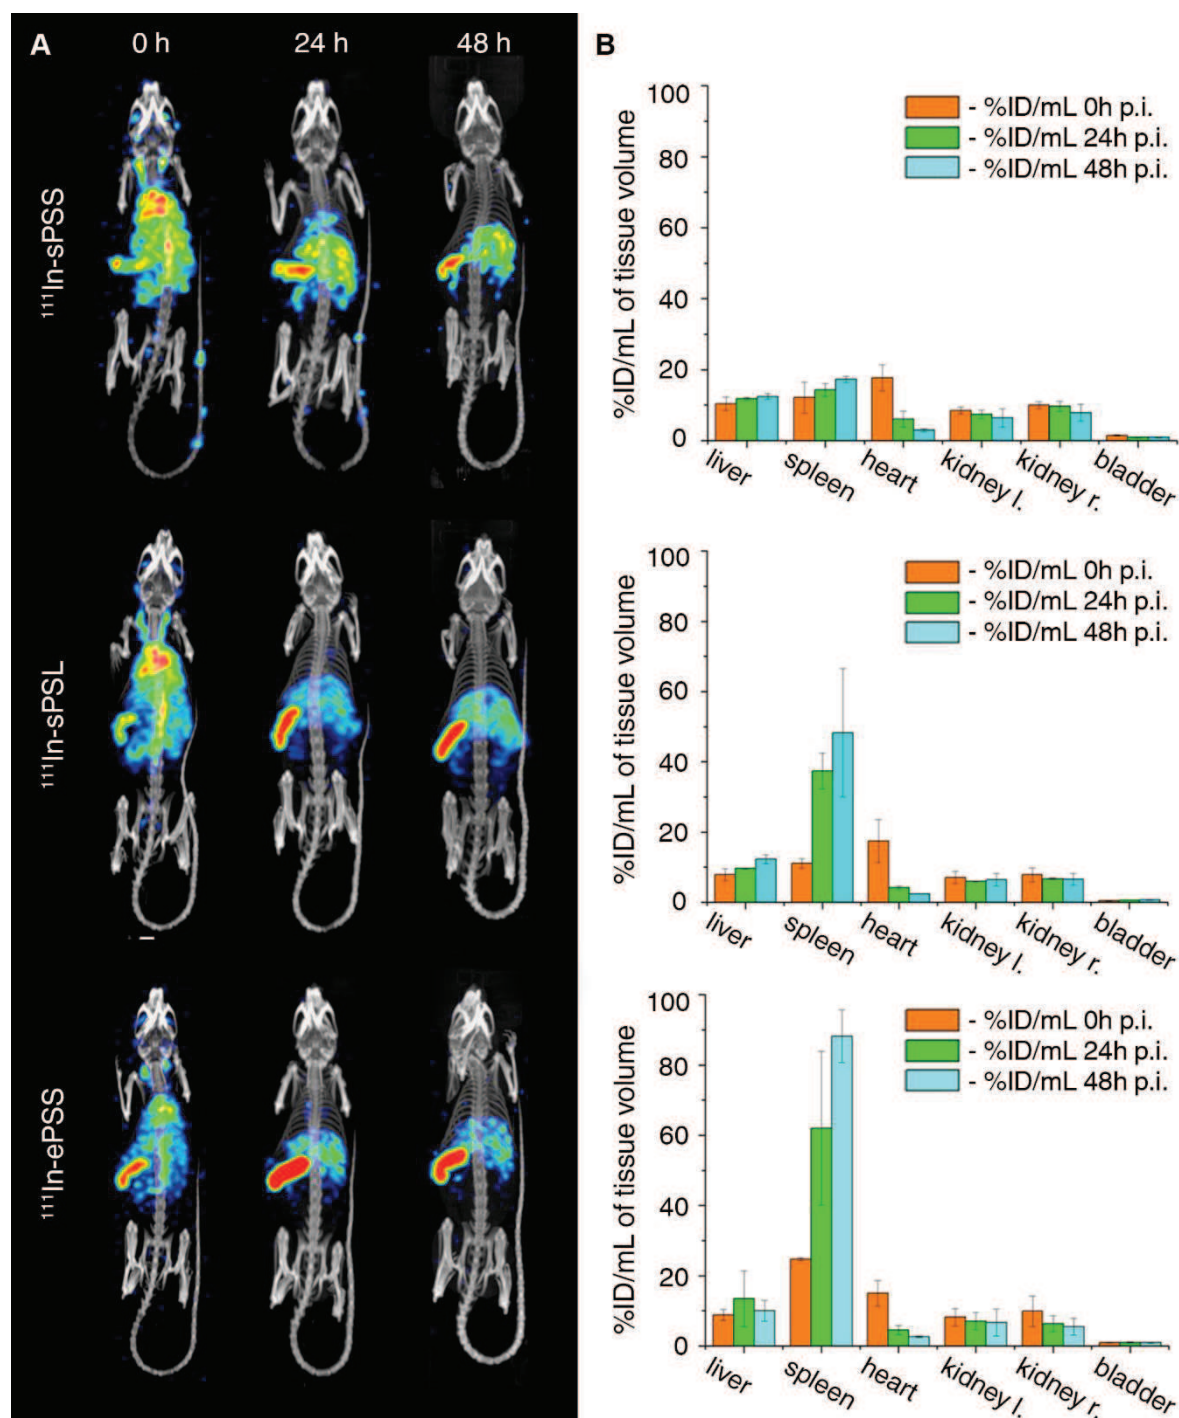 A
0 h
24 h
48 h
¹¹¹In-sPSS
¹¹¹In-sPSL
¹¹¹In-ePSS
B
%ID/mL of tissue volume
100
80
60
40
20
0
- %ID/mL 0h p.i.
- %ID/mL 24h p.i.
- %ID/mL 48h p.i.
liver
spleen
heart
kidney l.
kidney r.
bladder
%ID/mL of tissue volume
100
80
60
40
20
0
- %ID/mL 0h p.i.
- %ID/mL 24h p.i.
- %ID/mL 48h p.i.
liver
spleen
heart
kidney l.
kidney r.
bladder
%ID/mL of tissue volume
100
80
60
40
20
0
- %ID/mL 0h p.i.
- %ID/mL 24h p.i.
- %ID/mL 48h p.i.
liver
spleen
heart
kidney l.
kidney r.
bladder